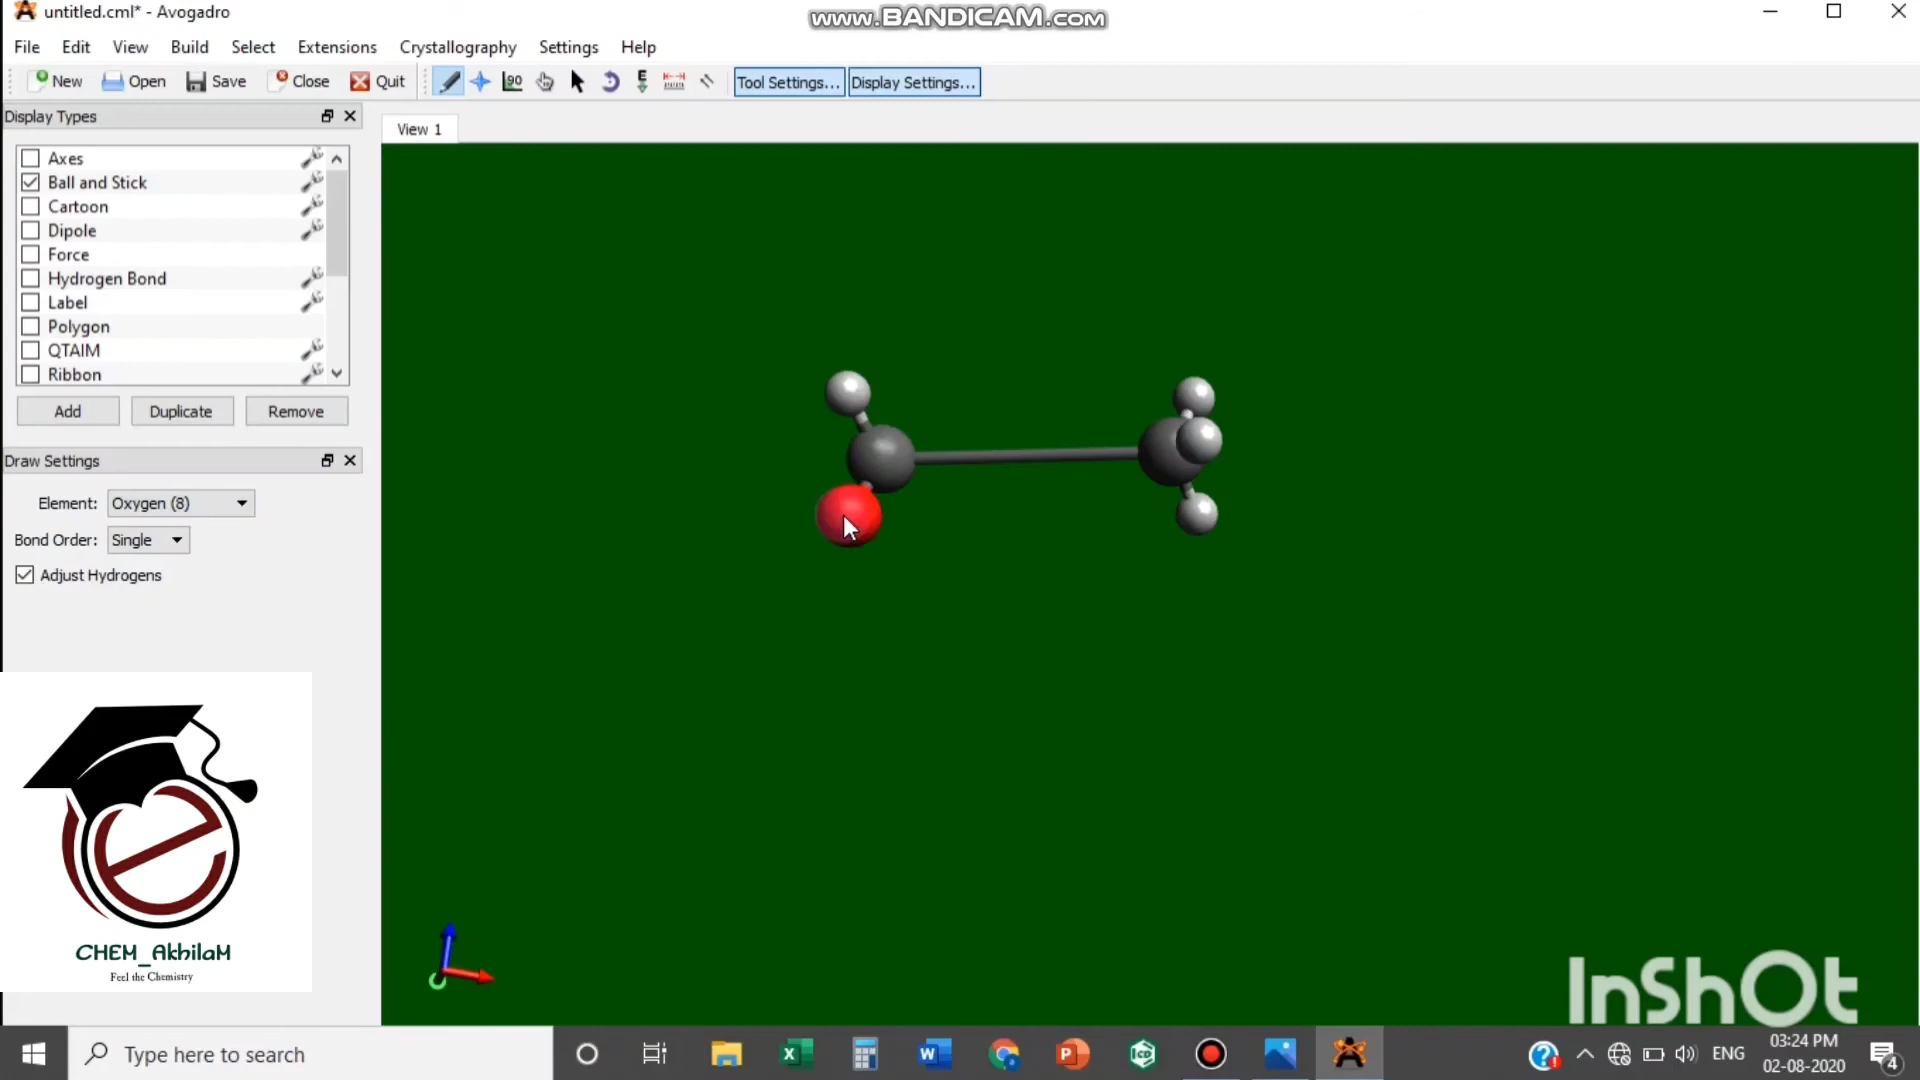 untitled.cml* - Avogadro
www.BANDICAM.com
File Edit View Build Select Extensions Crystallography Settings Help
New Open Save Close Quit Tool Settings... Display Settings...
Display Types
View 1
Axes
Ball and Stick
Cartoon
Dipole
Force
Hydrogen Bond
Label
Polygon
QTAIM
Ribbon
Add Duplicate Remove
Draw Settings
Element: Oxygen (8)
Bond Order: Single
Adjust Hydrogens
CHEM_AkhilaM
Feel the Chemistry
InShOt
Type here to search
ENG
03:24 PM
02-08-2020
4